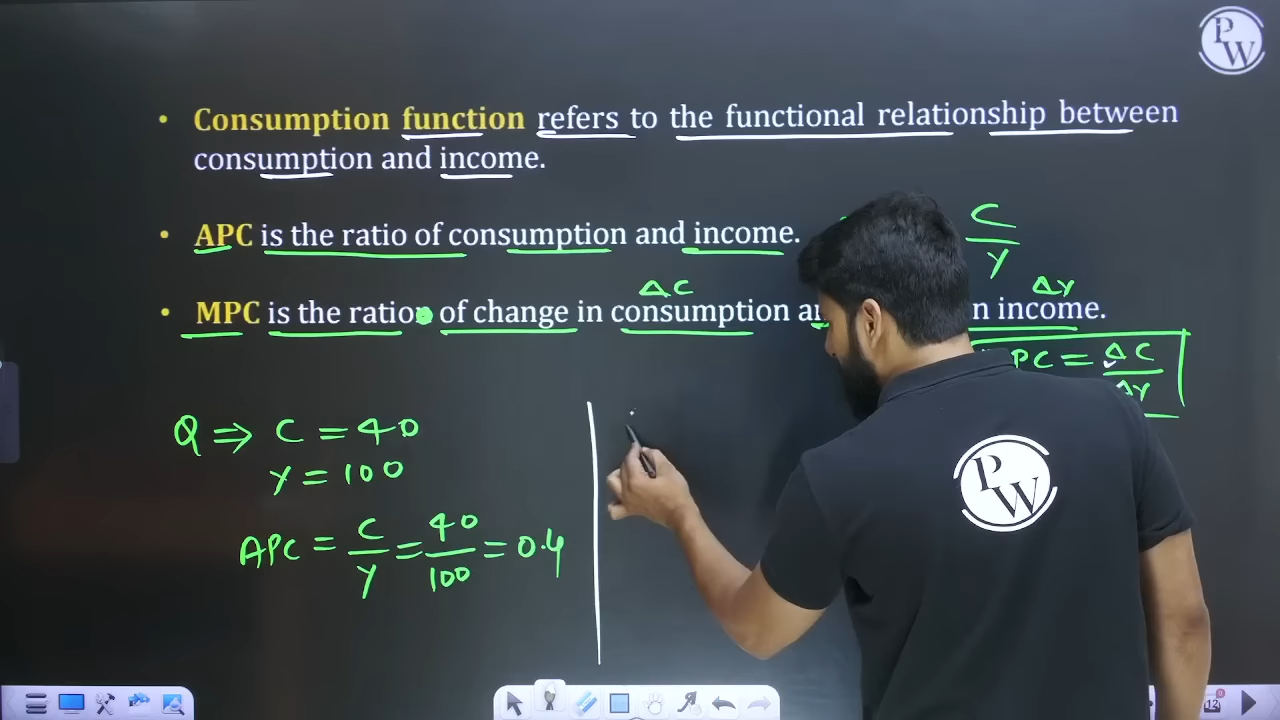 PW
• Consumption function refers to the functional relationship between
consumption and income.
• APC is the ratio of consumption and income.
C/Y
ΔC
ΔY
• MPC is the ratio of change in consumption n income.
PC = ΔC/ΔY
Q ⇒ C = 40
Y = 100
APC = C/Y = 40/100 = 0.4
PW